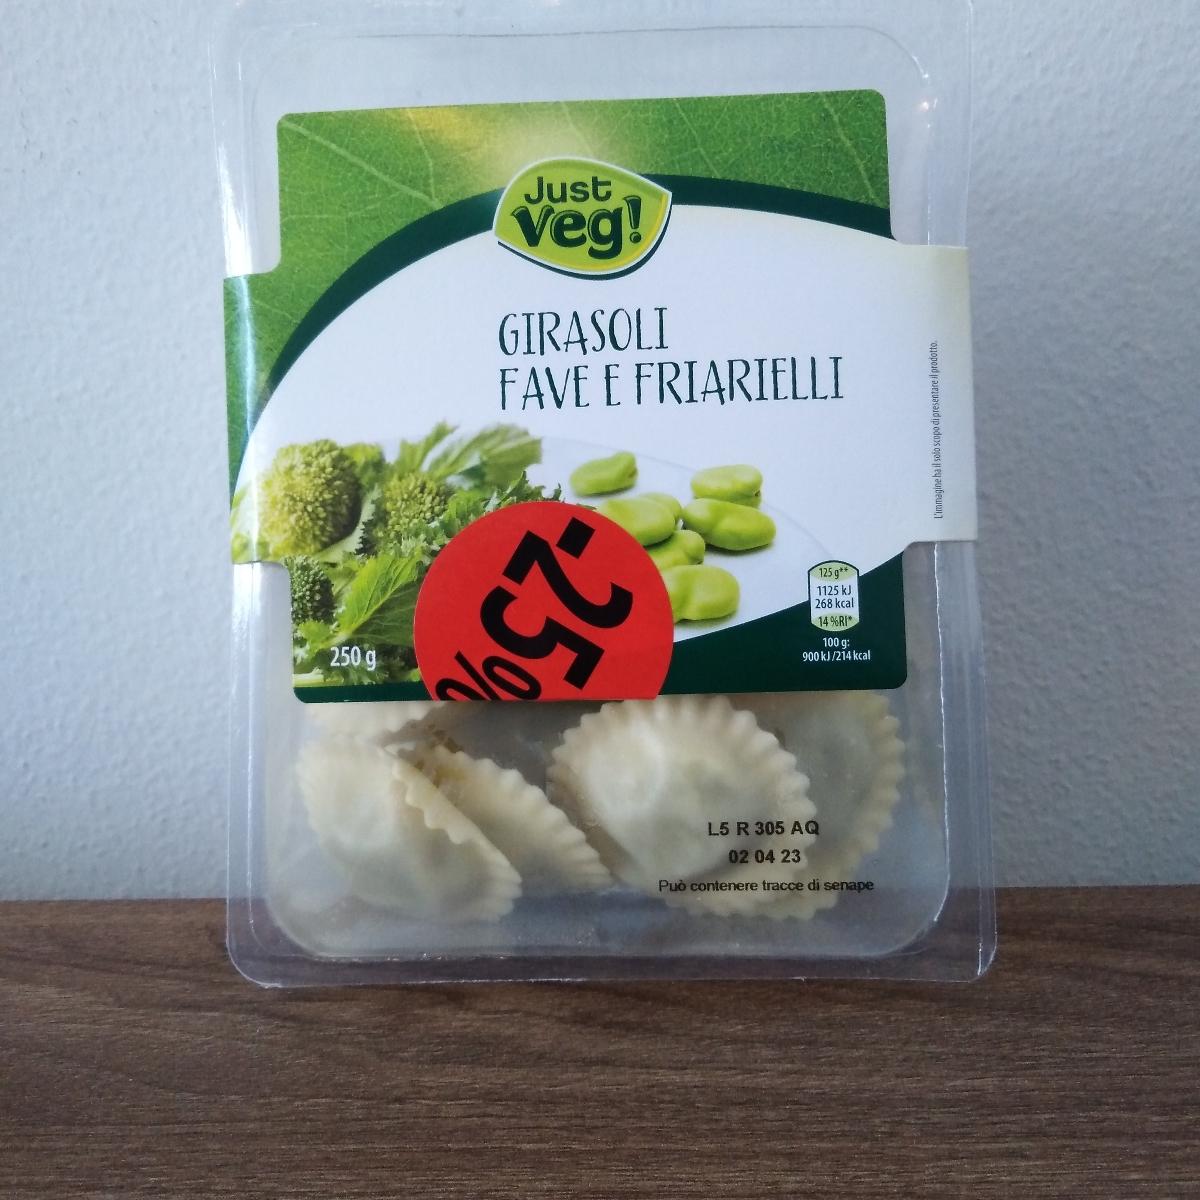 Just
veg!
GIRASOLI
FAVE E FRIARIELLI
L'immagine ha il solo scopo di presentare il prodotto.
-25%
125 g**
1125 kJ
268 kcal
14 %RI*
100 g:
900 kJ/214 kcal
250 g
L5 R 305 AQ
02 04 23
Può contenere tracce di senape